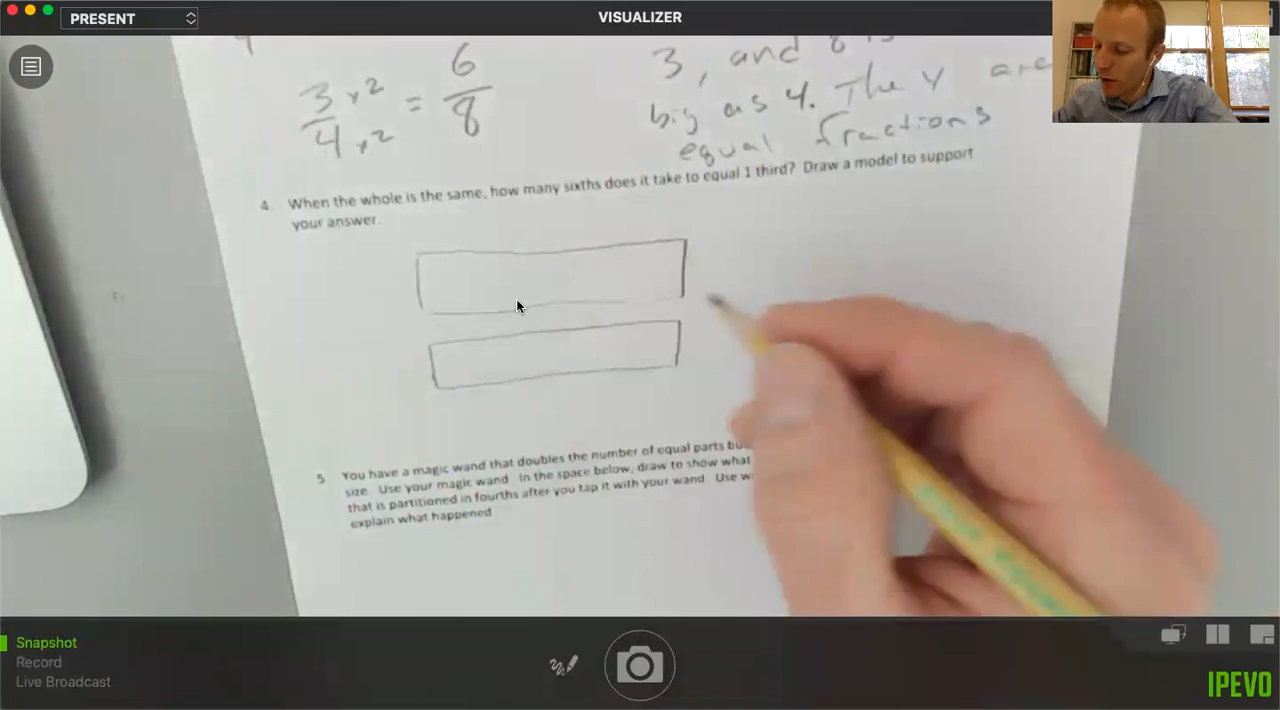 PRESENT
VISUALIZER
3 x2 = 6
4 x2 8
3, and 8 is
big as 4. They are
equal fractions
4. When the whole is the same, how many sixths does it take to equal 1 third? Draw a model to support
your answer.
5 You have a magic wand that doubles the number of equal parts bu
size. Use your magic wand. In the space below, draw to show what
that is partitioned in fourths after you tap it with your wand. Use w
explain what happened
Snapshot
Record
Live Broadcast
IPEVO